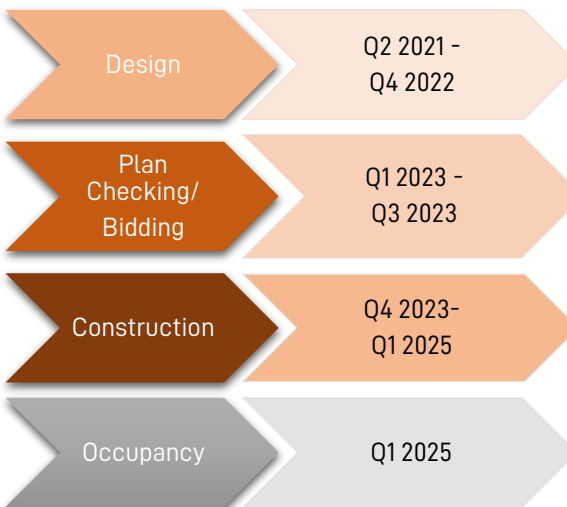 Design
Q2 2021 -
Q4 2022
Plan
Checking/
Bidding
Q1 2023 -
Q3 2023
Construction
Q4 2023-
Q1 2025
Occupancy
Q1 2025